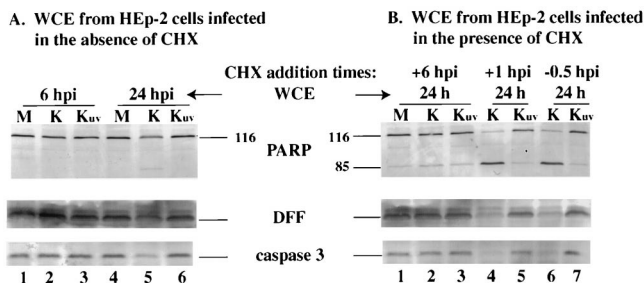 A. WCE from HEp-2 cells infected
in the absence of CHX
B. WCE from HEp-2 cells infected
in the presence of CHX
CHX addition times: +6 hpi +1 hpi -0.5 hpi
6 hpi 24 hpi WCE 24 h 24 h 24h
M K Kuv M K Kuv M K Kuv K Kuv K Kuv
116 116
PARP
85
DFF
caspase 3
1 2 3 4 5 6 1 2 3 4 5 6 7